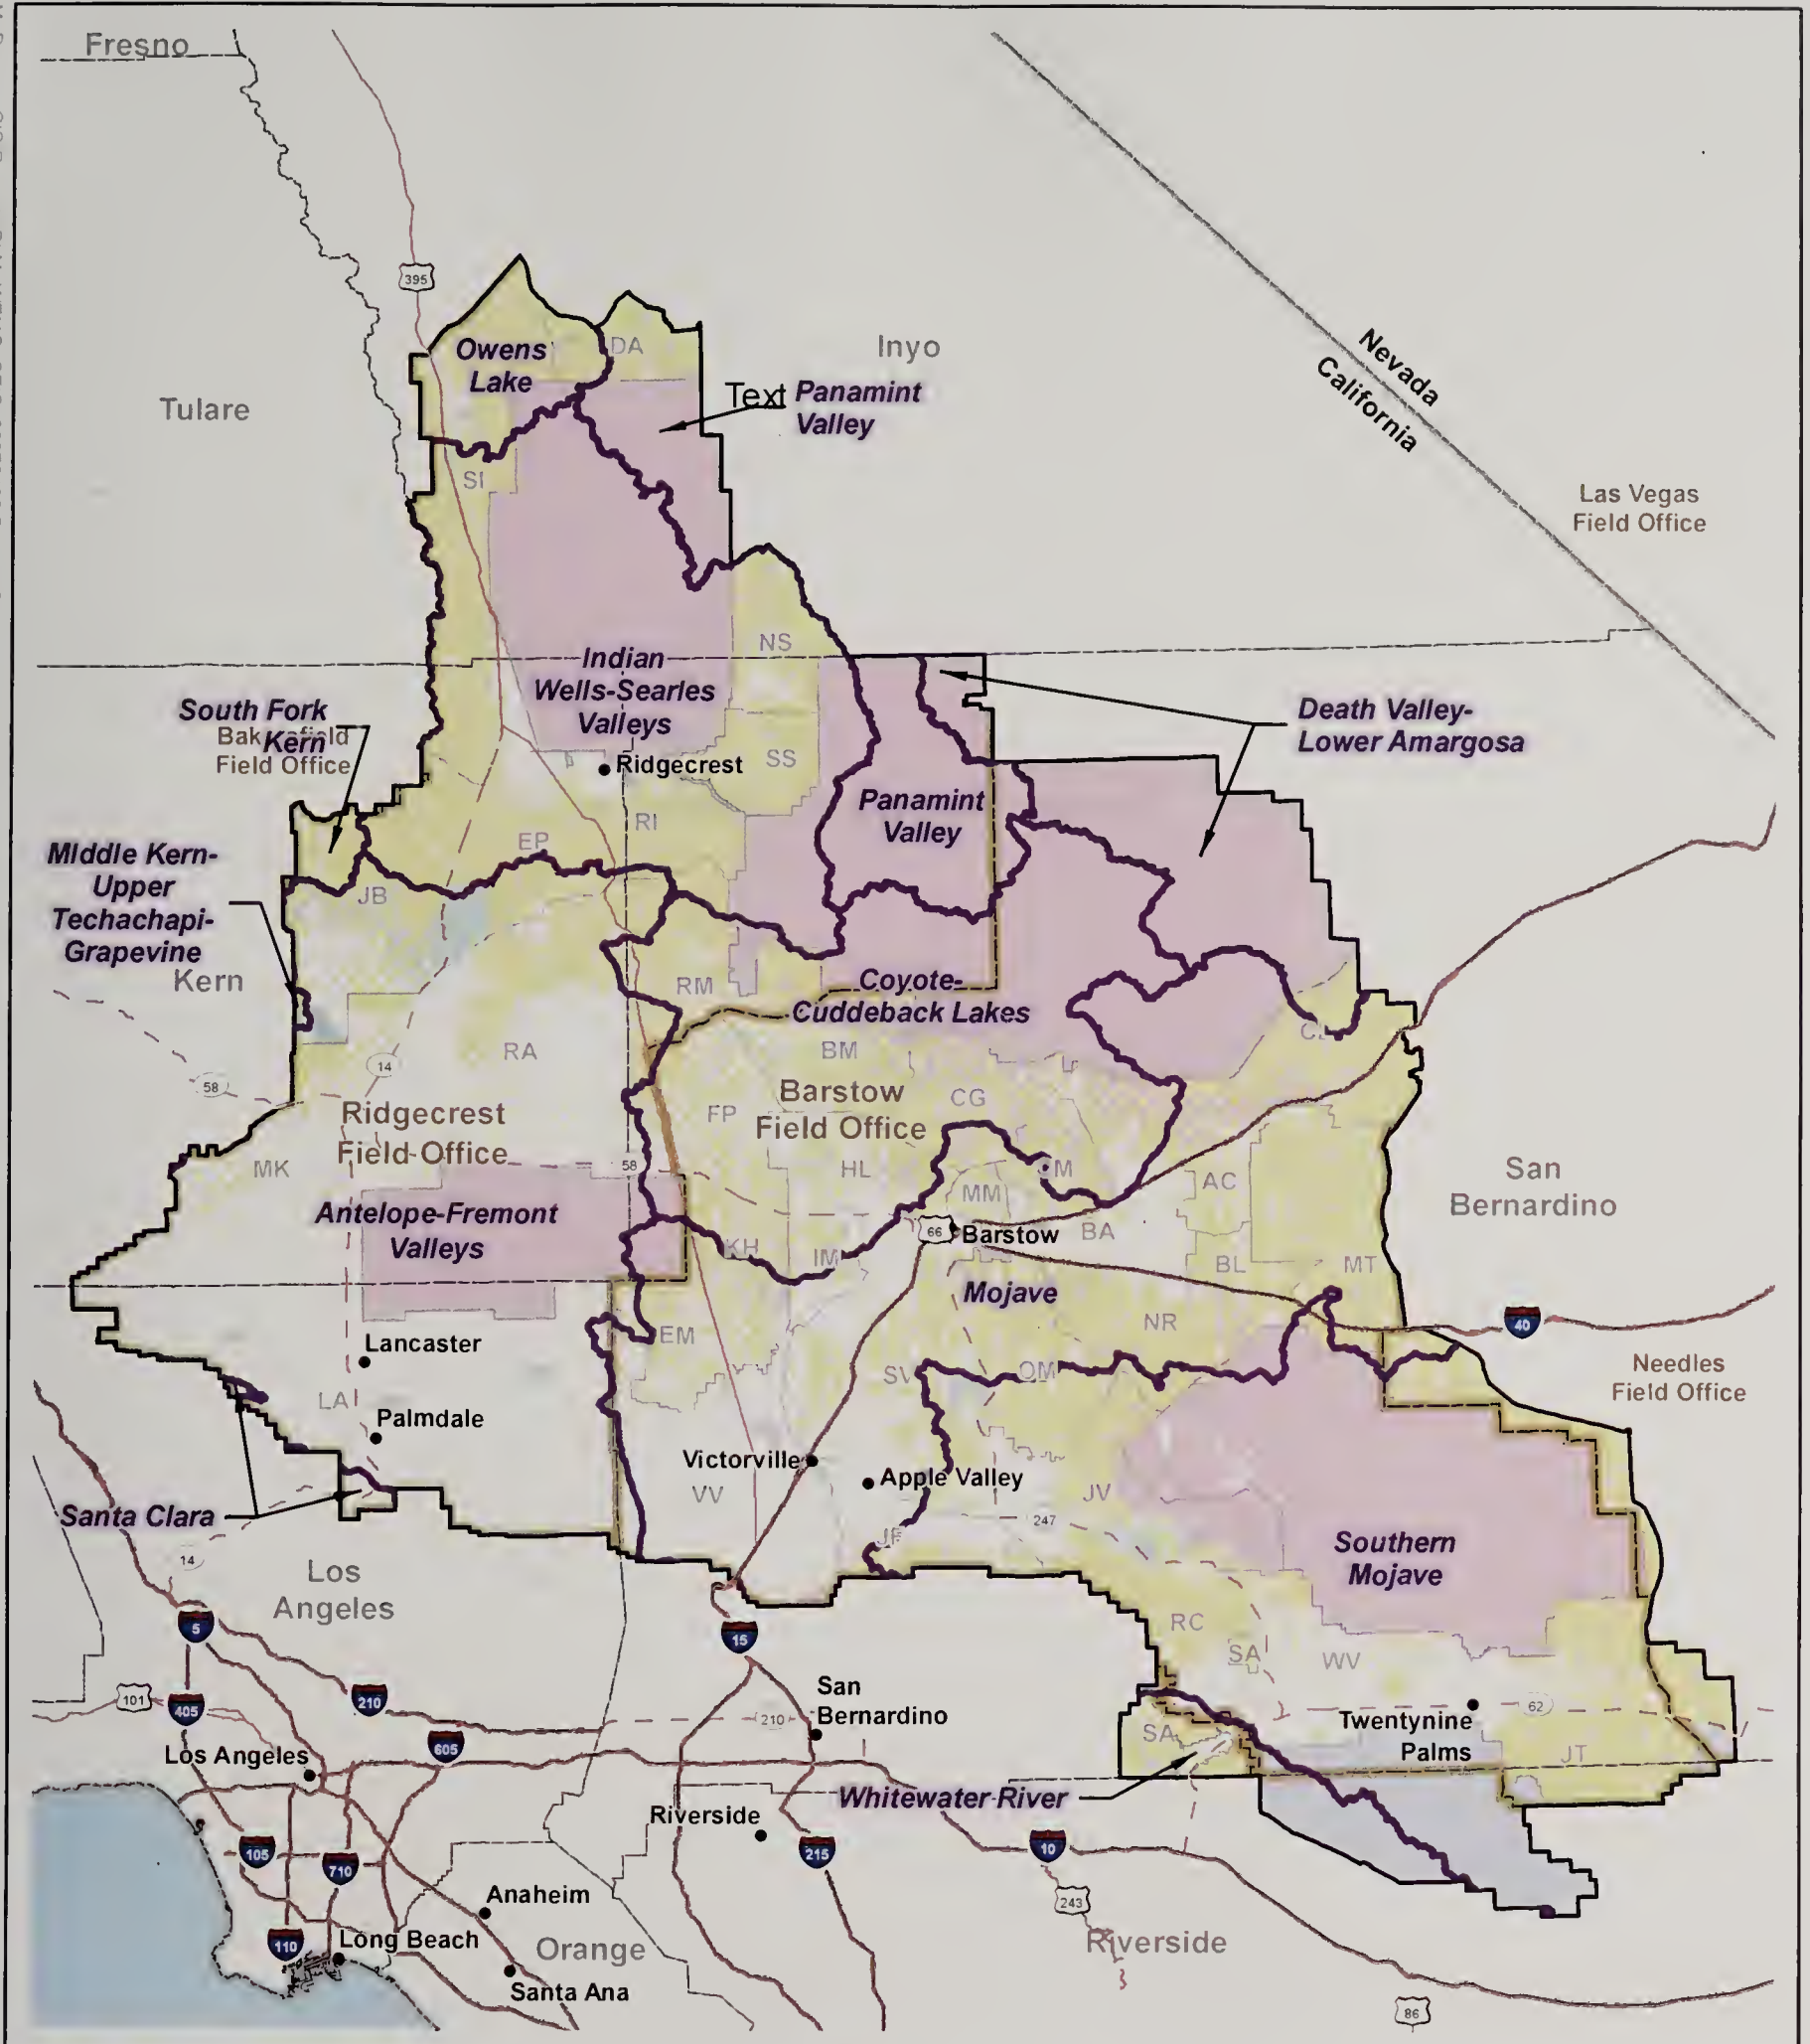 Fresno
395
Owens
Lake
DA
Inyo
Nevada
California
Tulare
Text
Panamint
Valley
SI
Las Vegas
Field Office
NS
Indian
Wells-Searles
Valleys
South Fork
Kern
Field Office
Death Valley-
Lower Amargosa
SS
Ridgecrest
Panamint
Valley
RI
EP
MIddle Kern-
Upper
Techachapi-
Grapevine
JB
Kern
RM
Coyote-
Cuddeback Lakes
BM
RA
14
58
Barstow
Field Office
CG
FP
Ridgecrest
Field Office
58
MK
HL
MM
AC
San
Bernardino
Antelope-Fremont
Valleys
66
Barstow
BA
KH
IM
BL
MT
Mojave
NR
40
EM
Lancaster
SV
OM
Needles
Field Office
LA
Palmdale
Victorville
Apple Valley
VV
JV
247
Santa Clara
Southern
Mojave
14
Los
Angeles
5
15
RC
SA
WV
101
405
210
210
San
Bernardino
62
Twentynine
Palms
SA
605
Los Angeles
JT
Whitewater River
Riverside
105
710
215
10
243
Anaheim
110
Long Beach
Orange
Riverside
Santa Ana
86